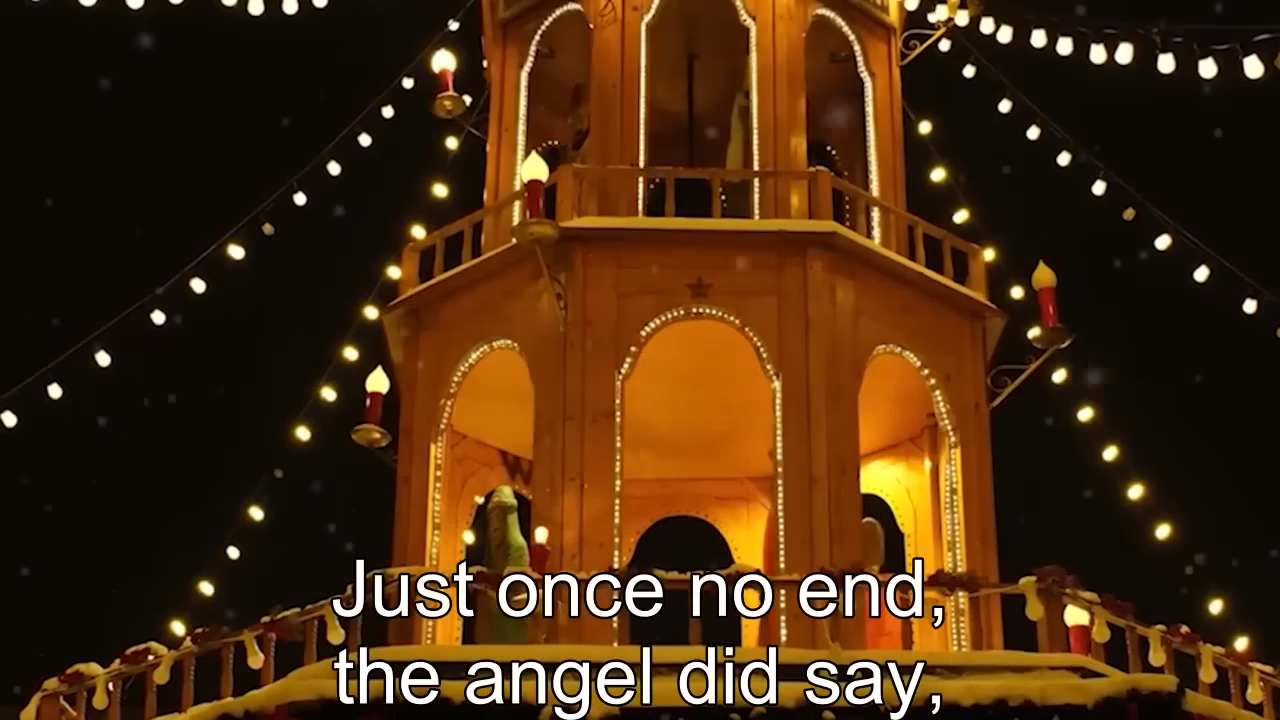 Just once no end,
the angel did say,